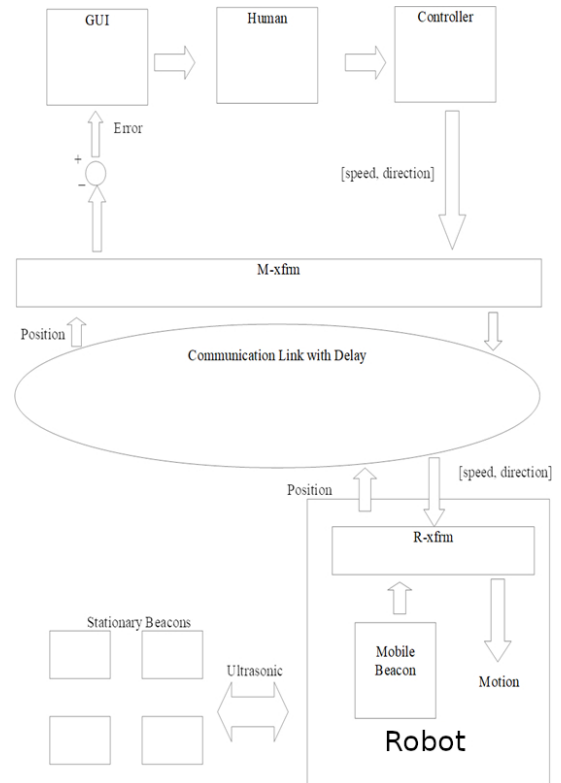 GUI
Human
Controller
Error
+
−
[speed, direction]
M-xfrm
Position
Communication Link with Delay
Position
[speed, direction]
R-xfrm
Stationary Beacons
Ultrasonic
Mobile
Beacon
Motion
Robot